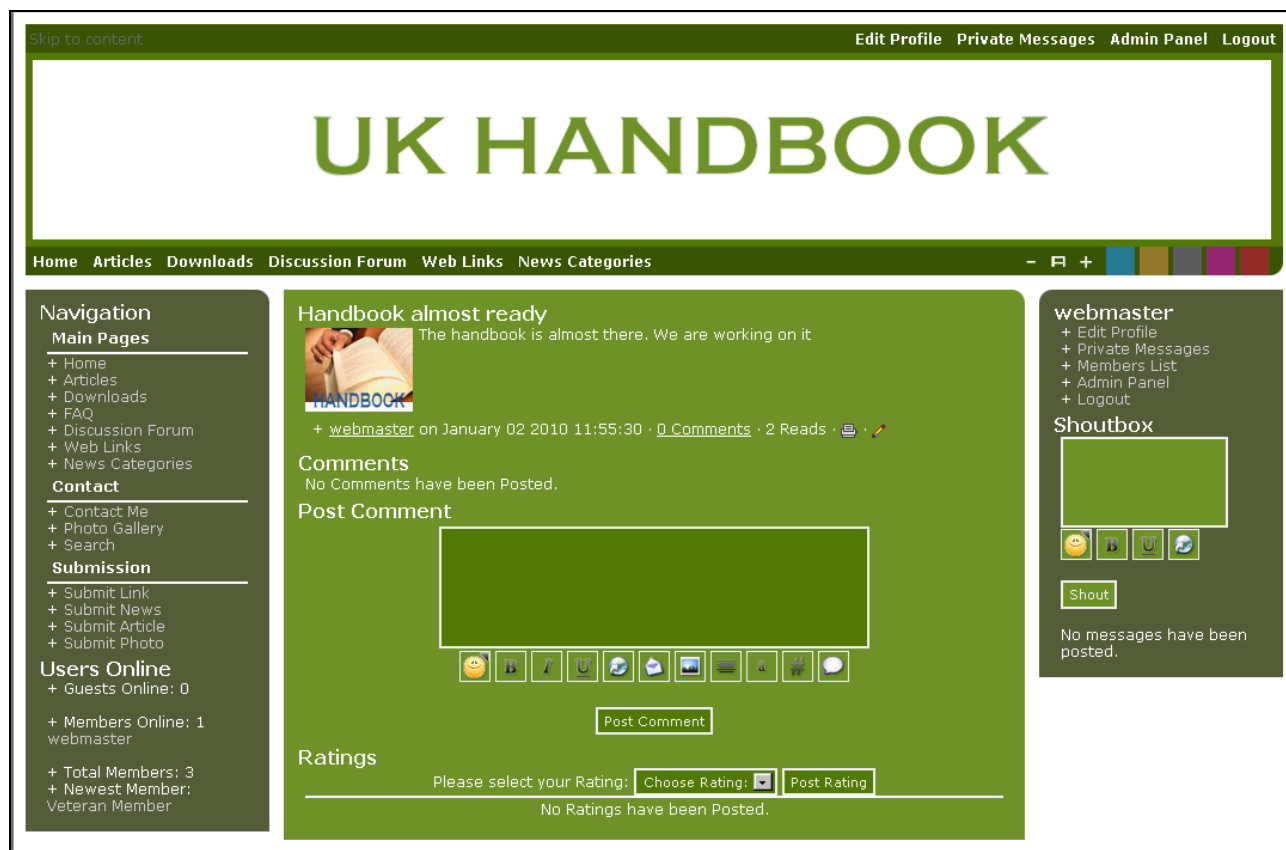 Skip to content
Edit Profile Private Messages Admin Panel Logout
UK HANDBOOK
Home Articles Downloads Discussion Forum Web Links News Categories
- A +
Navigation
Main Pages
+ Home
+ Articles
+ Downloads
+ FAQ
+ Discussion Forum
+ Web Links
+ News Categories
Contact
+ Contact Me
+ Photo Gallery
+ Search
Submission
+ Submit Link
+ Submit News
+ Submit Article
+ Submit Photo
Users Online
+ Guests Online: 0
+ Members Online: 1
webmaster
+ Total Members: 3
+ Newest Member:
Veteran Member
Handbook almost ready
The handbook is almost there. We are working on it
HANDBOOK
+ webmaster on January 02 2010 11:55:30 · 0 Comments · 2 Reads ·  ·
Comments
No Comments have been Posted.
Post Comment
B I U a #
Post Comment
Ratings
Please select your Rating: Choose Rating: Post Rating
No Ratings have been Posted.
webmaster
+ Edit Profile
+ Private Messages
+ Members List
+ Admin Panel
+ Logout
Shoutbox
B U
Shout
No messages have been
posted.